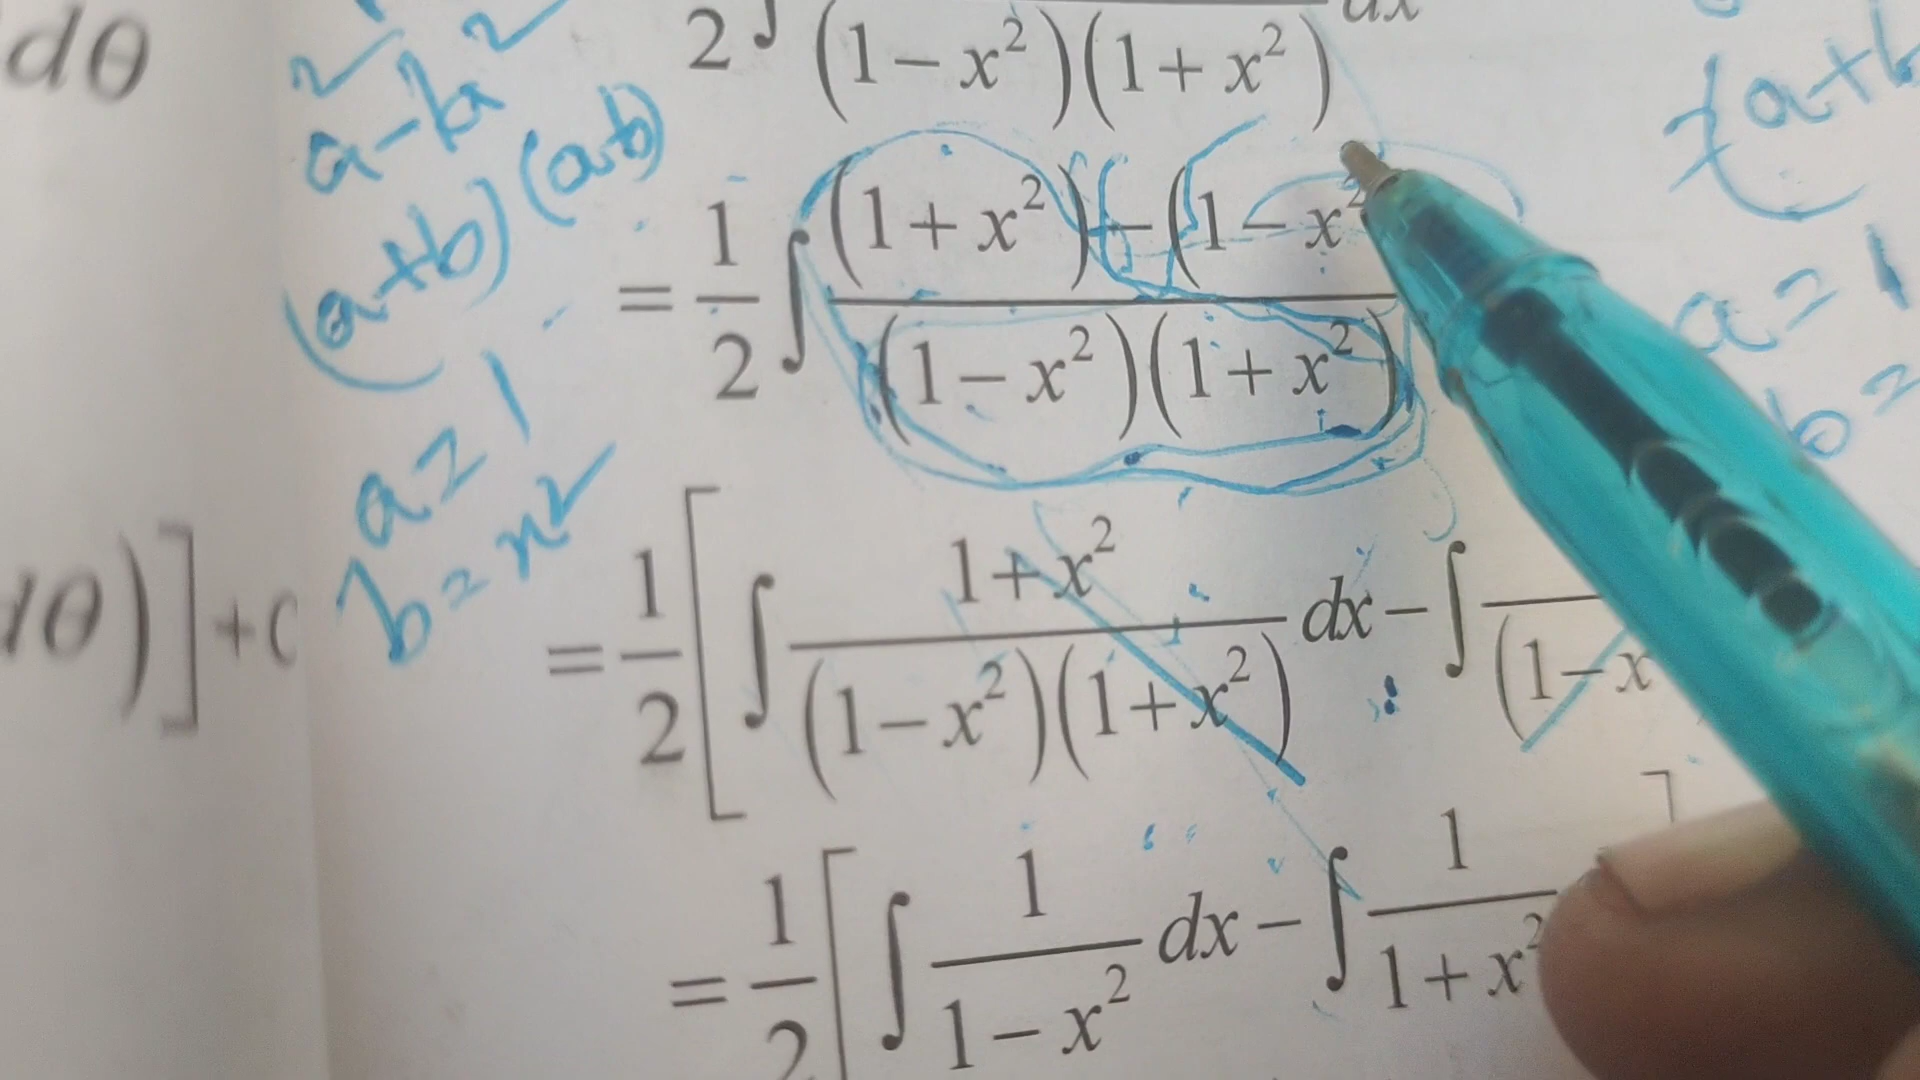 dθ
dθ)]+C
a² - b²
(a+b)(a-b)
a = 1
b = x²
2 ∫ (1 − x²)(1 + x²) dx
= 1/2 ∫ (1 + x²) − (1 − x² / (1 − x²)(1 + x²)
= 1/2 [ ∫ 1 + x² / (1 − x²)(1 + x²) dx − ∫ / (1 − x
= 1/2 [ ∫ 1 / 1 − x² dx − ∫ 1 / 1 + x² ]
a+b
a = 1
b =